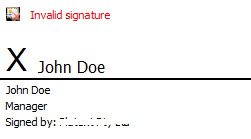 Invalid signature
X John Doe
John Doe
Manager
Signed by: